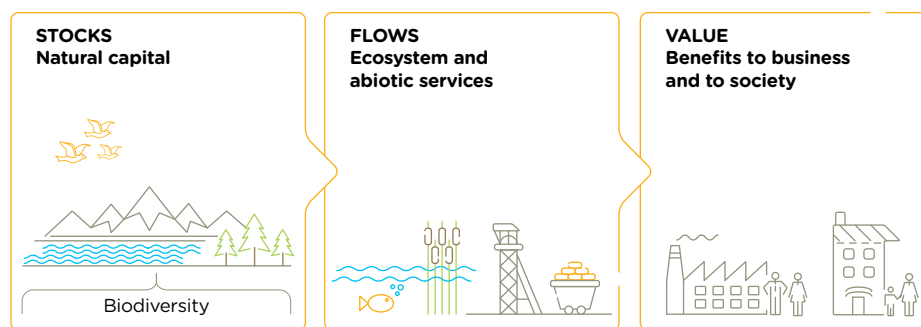 STOCKS
Natural capital
Biodiversity
FLOWS
Ecosystem and
abiotic services
VALUE
Benefits to business
and to society